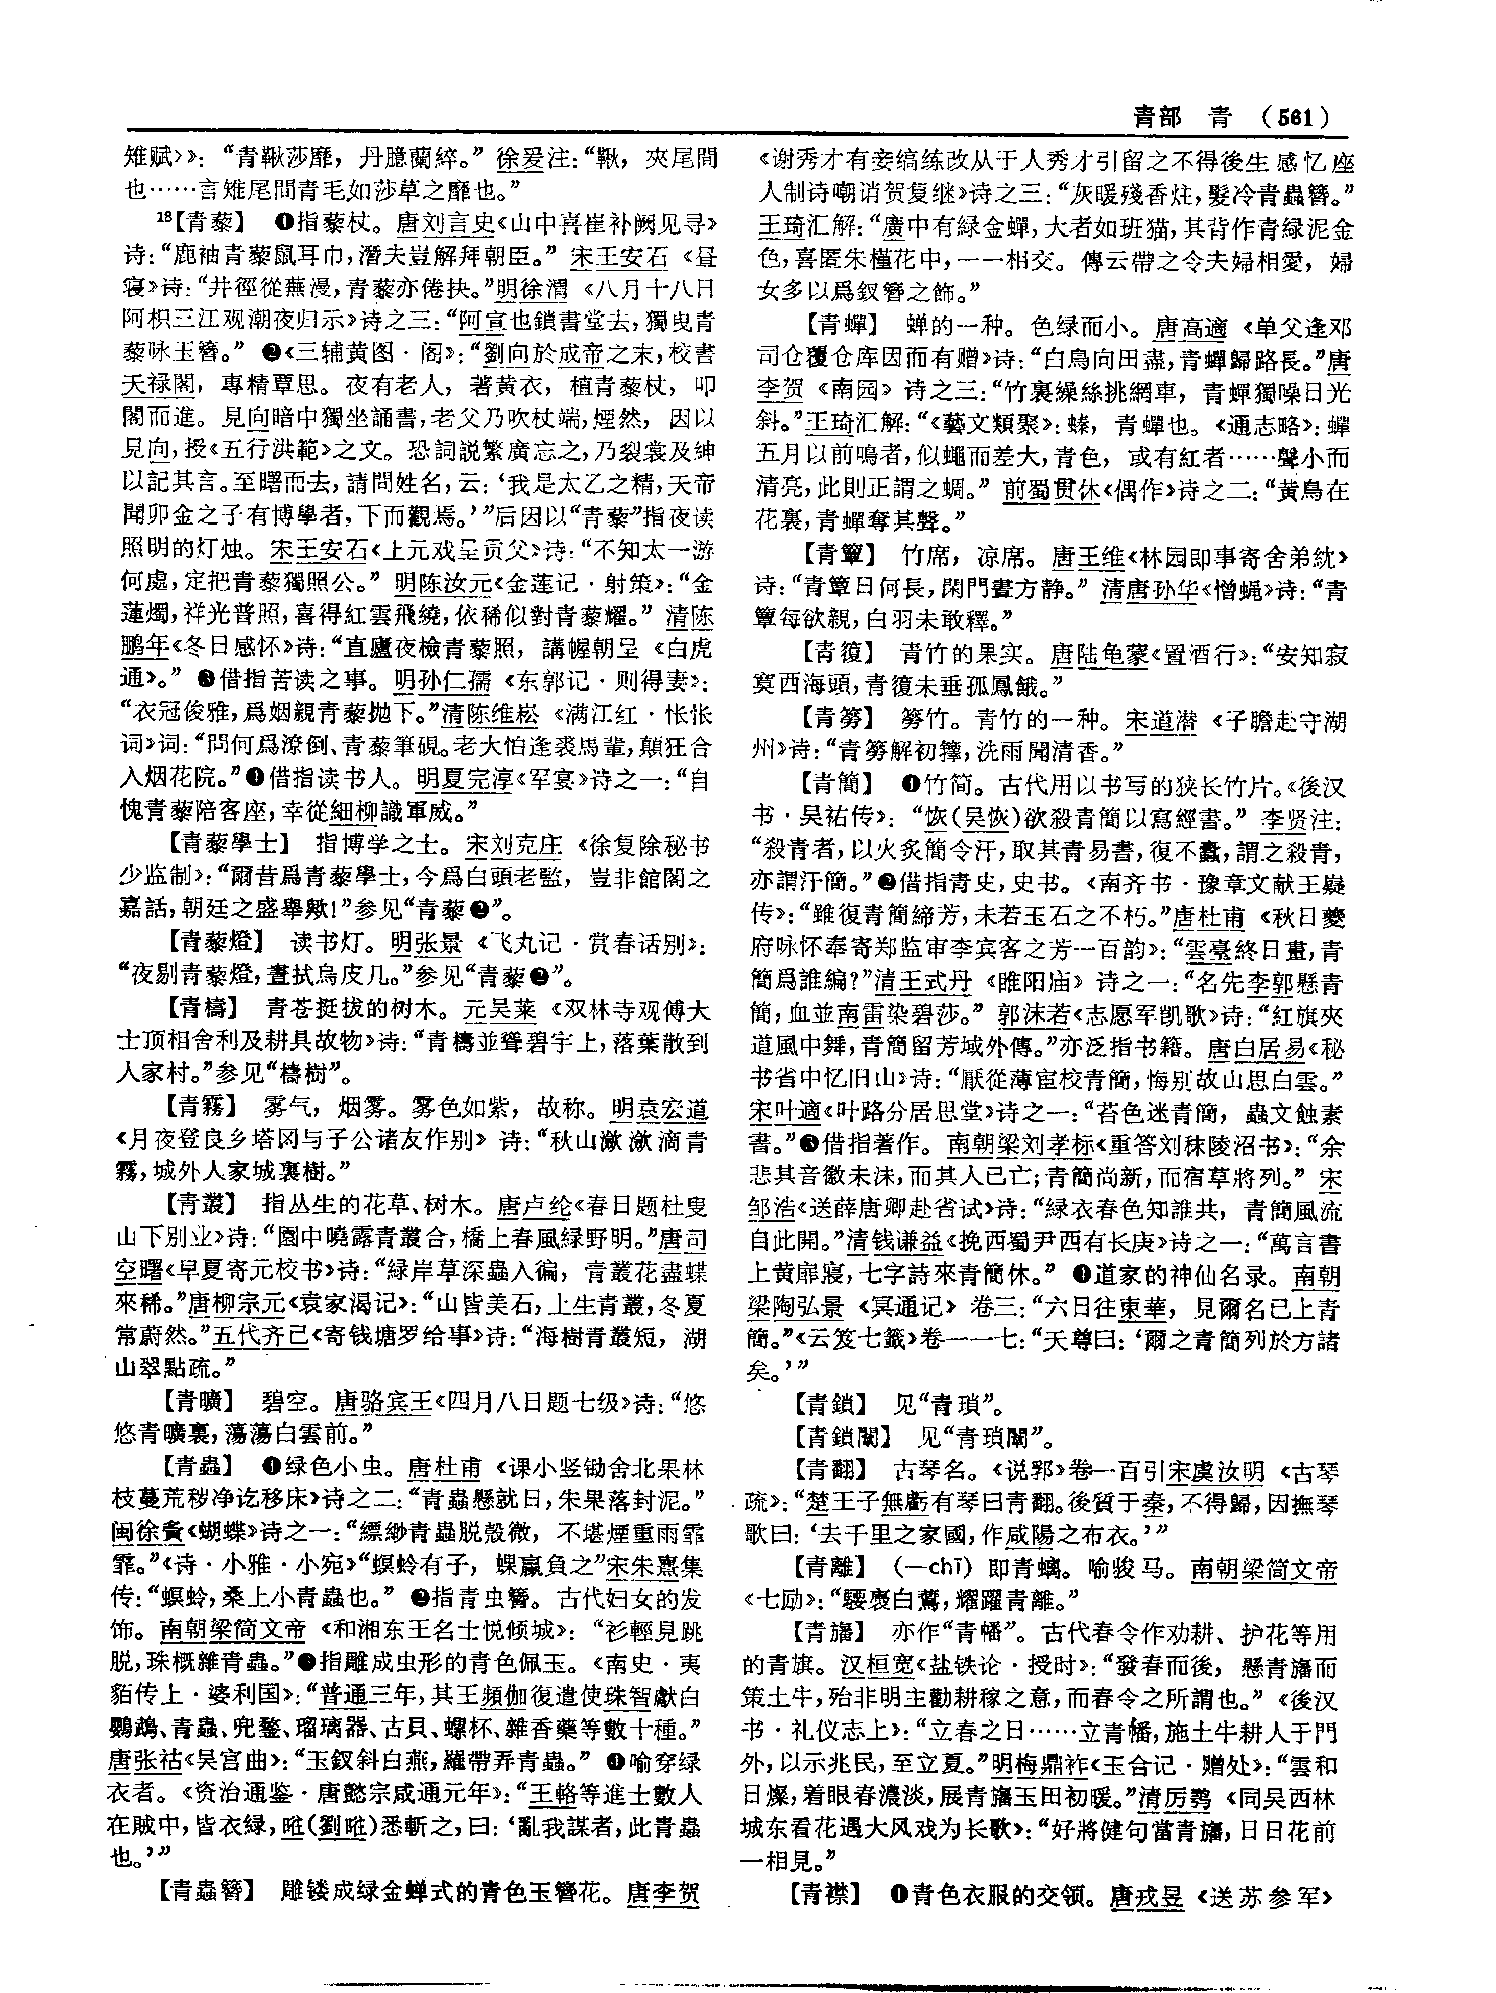 青部　青　（561）
雉赋〉》：“青鞦莎靡，丹臆蘭綷。”徐爰注：“鞦，夾尾間
也……言雉尾間青毛如莎草之靡也。”
18【青藜】　❶指藜杖。唐刘言史《山中喜崔补阙见寻》
诗：“鹿袖青藜鼠耳巾，潛夫豈解拜朝臣。”宋王安石《昼
寝》诗：“井徑從蕪漫，青藜亦倦扶。”明徐渭《八月十八日
阿枳三江观潮夜归示》诗之三：“阿宣也鎖書堂去，獨曳青
藜咏玉簪。”❷《三辅黄图·阁》：“劉向於成帝之末，校書
天禄閣，專精覃思。夜有老人，著黃衣，植青藜杖，叩
閣而進。見向暗中獨坐誦書，老父乃吹杖端，煙然，因以
見向，授《五行洪範》之文。恐詞説繁廣忘之，乃裂裳及紳
以記其言。至曙而去，請問姓名，云：‘我是太乙之精，天帝
聞卯金之子有博學者，下而觀焉。’”后因以“青藜”指夜读
照明的灯烛。宋王安石《上元戏呈贡父》诗：“不知太一游
何處，定把青藜獨照公。”明陈汝元《金莲记·射策》：“金
蓮燭，祥光普照，喜得紅雲飛繞，依稀似對青藜耀。”清陈
鹏年《冬日感怀》诗：“直廬夜檢青藜照，講幄朝呈《白虎
通》。”❸借指苦读之事。明孙仁孺《东郭记·则得妻》：
“衣冠俊雅，爲姻親青藜抛下。”清陈维崧《满江红·怅怅
词》词：“問何爲潦倒、青藜筆硯。老大怕逢裘馬輩，顛狂合
入烟花院。”❹借指读书人。明夏完淳《军宴》诗之一：“自
愧青藜陪客座，幸從細柳識軍威。”
【青藜學士】　指博学之士。宋刘克庄《徐复除秘书
少监制》：“爾昔爲青藜學士，今爲白頭老監，豈非館閣之
嘉話，朝廷之盛舉歟！”参见“青藜❷”。
【青藜燈】　读书灯。明张景《飞丸记·赏春话别》：
“夜剔青藜燈，晝拭烏皮几。”参见“青藜❷”。
【青檮】　青苍挺拔的树木。元吴莱《双林寺观傅大
士顶相舍利及耕具故物》诗：“青檮並聳碧宇上，落葉散到
人家村。”参见“檮樹”。
【青霧】　雾气，烟雾。雾色如紫，故称。明袁宏道
《月夜登良乡塔冈与子公诸友作别》诗：“秋山潋潋滴青
霧，城外人家城裏樹。”
【青叢】　指丛生的花草、树木。唐卢纶《春日题杜叟
山下别业》诗：“園中曉露青叢合，橋上春風緑野明。”唐司
空曙《早夏寄元校书》诗：“緑岸草深蟲入徧，青叢花盡蝶
來稀。”唐柳宗元《袁家渴记》：“山皆美石，上生青叢，冬夏
常蔚然。”五代齐己《寄钱塘罗给事》诗：“海樹青叢短，湖
山翠點疏。”
【青曠】　碧空。唐骆宾王《四月八日题七级》诗：“悠
悠青曠裏，蕩蕩白雲前。”
【青蟲】　❶绿色小虫。唐杜甫《课小竖锄舍北果林
枝蔓荒秽净讫移床》诗之二：“青蟲懸就日，朱果落封泥。”
闽徐夤《蝴蝶》诗之一：“縹緲青蟲脱殼微，不堪煙重雨霏
霏。”《诗·小雅·小宛》“螟蛉有子，蜾蠃負之”宋朱熹集
传：“螟蛉，桑上小青蟲也。”❷指青虫簪。古代妇女的发
饰。南朝梁简文帝《和湘东王名士悦倾城》：“衫輕見跳
脱，珠概雜青蟲。”❸指雕成虫形的青色佩玉。《南史·夷
貊传上·婆利国》：“普通三年，其王頻伽復遣使珠智獻白
鸚鵡、青蟲、兜鍪、瑠璃器、古貝、螺杯、雜香藥等數十種。”
唐张祜《吴宫曲》：“玉釵斜白燕，羅帶弄青蟲。”❹喻穿绿
衣者。《资治通鉴·唐懿宗咸通元年》：“王輅等進士數人
在賊中，皆衣緑，暀（劉暀）悉斬之，曰：‘亂我謀者，此青蟲
也。’”
【青蟲簪】　雕镂成绿金蝉式的青色玉簪花。唐李贺
《谢秀才有妾缟练改从于人秀才引留之不得後生感忆座
人制诗嘲诮贺复继》诗之三：“灰暖殘香炷，髮冷青蟲簪。”
王琦汇解：“廣中有緑金蟬，大者如班猫，其背作青緑泥金
色，喜匿朱槿花中，一一相交。傳云帶之令夫婦相愛，婦
女多以爲釵簪之飾。”
【青蟬】　蝉的一种。色绿而小。唐高適《单父逢邓
司仓覆仓库因而有赠》诗：“白鳥向田盡，青蟬歸路長。”唐
李贺《南园》诗之三：“竹裏繰絲挑網車，青蟬獨噪日光
斜。”王琦汇解：“《藝文類聚》：螓，青蟬也。《通志略》：蟬
五月以前鳴者，似蠅而差大，青色，或有紅者……聲小而
清亮，此則正謂之蜩。”前蜀贯休《偶作》诗之二：“黄鳥在
花裏，青蟬奪其聲。”
【青簟】　竹席，凉席。唐王维《林园即事寄舍弟紞》
诗：“青簟日何長，閑門晝方静。”清唐孙华《憎蝇》诗：“青
簟每欲親，白羽未敢釋。”
【青𥳇】　青竹的果实。唐陆龟蒙《置酒行》：“安知寂
寞西海頭，青𥳇未垂孤鳳餓。”
【青簩】　簩竹。青竹的一种。宋道潜《子瞻赴守湖
州》诗：“青簩解初籜，洗雨聞清香。”
【青簡】　❶竹简。古代用以书写的狭长竹片。《後汉
书·吴祐传》：“恢（吴恢）欲殺青簡以寫經書。”李贤注：
“殺青者，以火炙簡令汗，取其青易書，復不蠹，謂之殺青，
亦謂汗簡。”❷借指青史，史书。《南齐书·豫章文献王嶷
传》：“雖復青簡締芳，未若玉石之不朽。”唐杜甫《秋日夔
府咏怀奉寄郑监审李宾客之芳一百韵》：“雲臺終日畫，青
簡爲誰編？”清王式丹《睢阳庙》诗之一：“名先李郭懸青
簡，血並南雷染碧莎。”郭沫若《志愿军凯歌》诗：“紅旗夾
道風中舞，青簡留芳域外傳。”亦泛指书籍。唐白居易《秘
书省中忆旧山》诗：“厭從薄宦校青簡，悔别故山思白雲。”
宋叶適《叶路分居思堂》诗之一：“苔色迷青簡，蟲文蝕素
書。”❸借指著作。南朝梁刘孝标《重答刘秣陵沼书》：“余
悲其音徽未沬，而其人已亡；青簡尚新，而宿草將列。”宋
邹浩《送薛唐卿赴省试》诗：“緑衣春色知誰共，青簡風流
自此開。”清钱谦益《挽西蜀尹西有长庚》诗之一：“萬言書
上黄扉寢，七字詩來青簡休。”❹道家的神仙名录。南朝
梁陶弘景《冥通记》卷三：“六日往東華，見爾名已上青
簡。”《云笈七籤》卷一一七：“天尊曰：‘爾之青簡列於方諸
矣。’”
【青鎖】　见“青瑣”。
【青鎖闥】　见“青瑣闥”。
【青翻】　古琴名。《说郛》卷一百引宋虞汝明《古琴
疏》：“楚王子無虧有琴曰青翻。後質于秦，不得歸，因撫琴
歌曰：‘去千里之家國，作咸陽之布衣。’”
【青離】　（—chī）即青螭。喻骏马。南朝梁简文帝
《七励》：“騕褭白鷰，耀躍青離。”
【青旛】　亦作“青幡”。古代春令作劝耕、护花等用
的青旗。汉桓宽《盐铁论·授时》：“發春而後，懸青旛而
策土牛，殆非明主勸耕稼之意，而春令之所謂也。”《後汉
书·礼仪志上》：“立春之日……立青幡，施土牛耕人于門
外，以示兆民，至立夏。”明梅鼎祚《玉合记·赠处》：“雲和
日燦，着眼春濃淡，展青旛玉田初暖。”清厉鹗《同吴西林
城东看花遇大风戏为长歌》：“好將健句當青旛，日日花前
一相見。”
【青襟】　❶青色衣服的交领。唐戎昱《送苏参军》